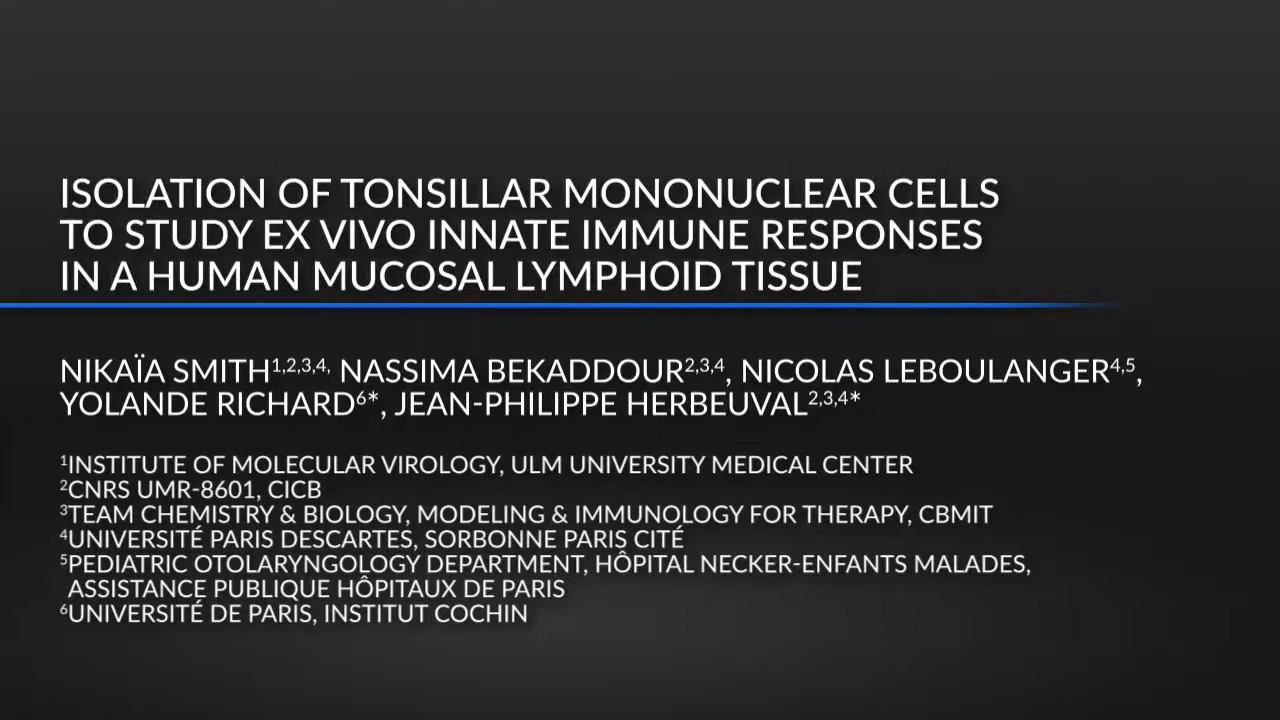 ISOLATION OF TONSILLAR MONONUCLEAR CELLS
TO STUDY EX VIVO INNATE IMMUNE RESPONSES
IN A HUMAN MUCOSAL LYMPHOID TISSUE
NIKAÏA SMITH1,2,3,4, NASSIMA BEKADDOUR2,3,4, NICOLAS LEBOULANGER4,5,
YOLANDE RICHARD6*, JEAN-PHILIPPE HERBEUVAL2,3,4*
1INSTITUTE OF MOLECULAR VIROLOGY, ULM UNIVERSITY MEDICAL CENTER
2CNRS UMR-8601, CICB
3TEAM CHEMISTRY & BIOLOGY, MODELING & IMMUNOLOGY FOR THERAPY, CBMIT
4UNIVERSITÉ PARIS DESCARTES, SORBONNE PARIS CITÉ
5PEDIATRIC OTOLARYNGOLOGY DEPARTMENT, HÔPITAL NECKER-ENFANTS MALADES,
ASSISTANCE PUBLIQUE HÔPITAUX DE PARIS
6UNIVERSITÉ DE PARIS, INSTITUT COCHIN